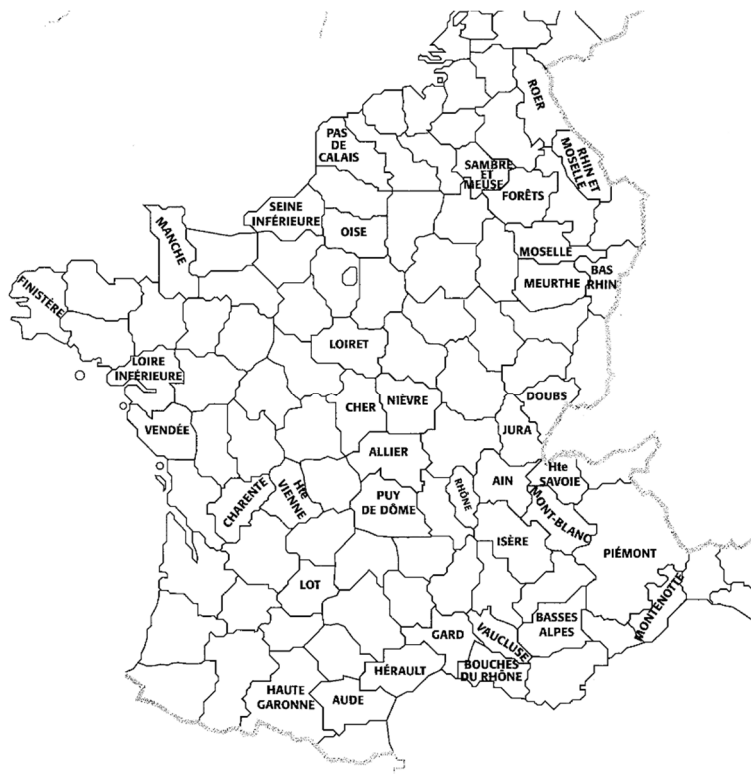 ROER
PAS
DE
CALAIS
RHIN ET
MOSELLE
SAMBRE
ET
MEUSE
FORÊTS
SEINE
INFÉRIEURE
MANCHE
OISE
MOSELLE
BAS
RHIN
MEURTHE
FINISTÈRE
LOIRET
LOIRE
INFÉRIEURE
DOUBS
NIÈVRE
CHER
VENDÉE
JURA
ALLIER
Hte
SAVOIE
AIN
RHÔNE
Hte
VIENNE
CHARENTE
PUY
DE DÔME
MONT-BLANC
ISÈRE
PIÉMONT
LOT
MONTENOTTE
BASSES
ALPES
GARD
VAUCLUSE
BOUCHES
DU RHÔNE
HÉRAULT
HAUTE
GARONNE
AUDE